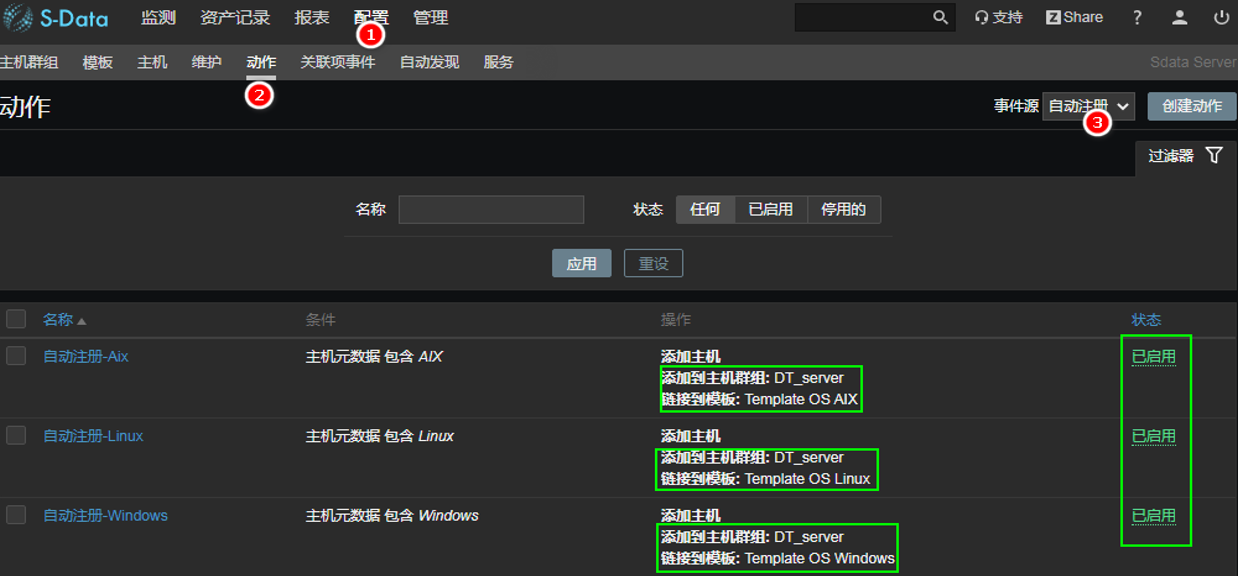 S-Data 监测 资产记录 报表 配置 管理 支持 Z Share ?
1
主机群组 模板 主机 维护 动作 关联项事件 自动发现 服务 Sdata Server
2
动作 事件源 自动注册 创建动作
3
过滤器
名称 状态 任何 已启用 停用的
应用 重设
名称 条件 操作 状态
自动注册-Aix 主机元数据 包含 AIX 添加主机 已启用
添加到主机群组: DT_server
链接到模板: Template OS AIX
自动注册-Linux 主机元数据 包含 Linux 添加主机 已启用
添加到主机群组: DT_server
链接到模板: Template OS Linux
自动注册-Windows 主机元数据 包含 Windows 添加主机 已启用
添加到主机群组: DT_server
链接到模板: Template OS Windows